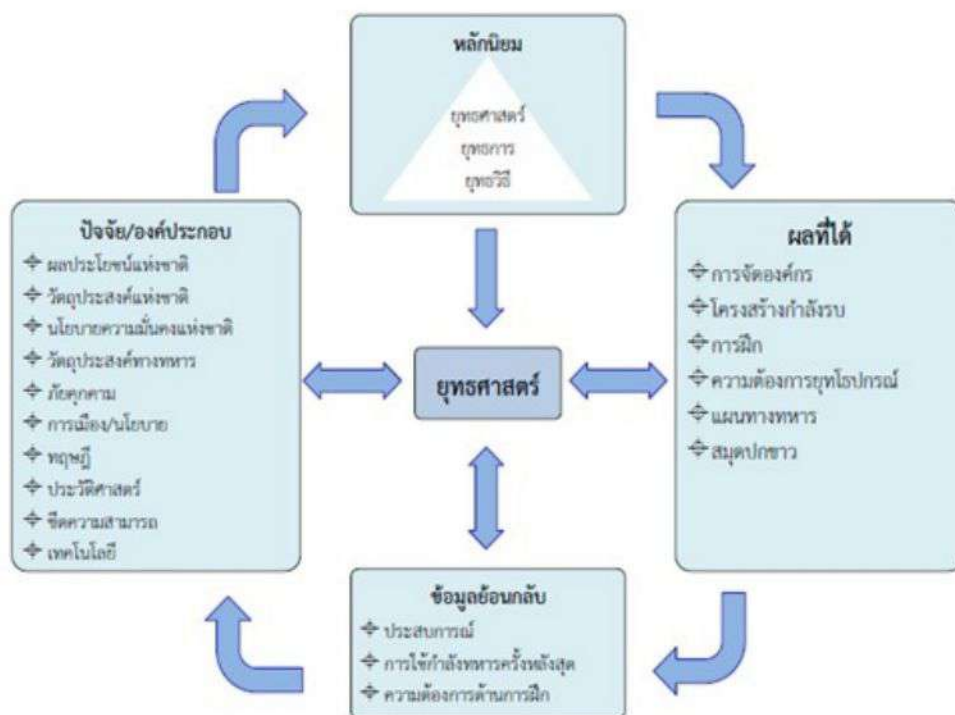 หลักนิยม
ยุทธศาสตร์
ยุทธการ
ยุทธวิธี
ปัจจัย/องค์ประกอบ
ผลประโยชน์แห่งชาติ
วัตถุประสงค์แห่งชาติ
นโยบายความมั่นคงแห่งชาติ
วัตถุประสงค์ทางทหาร
ภัยคุกคาม
การเมือง/นโยบาย
ทฤษฎี
ประวัติศาสตร์
ขีดความสามารถ
เทคโนโลยี
ยุทธศาสตร์
ผลที่ได้
การจัดองค์กร
โครงสร้างกำลังรบ
การฝึก
ความต้องการยุทโธปกรณ์
แผนทางทหาร
สมุดปกขาว
ข้อมูลย้อนกลับ
ประสบการณ์
การใช้กำลังทหารครั้งหลังสุด
ความต้องการด้านการฝึก